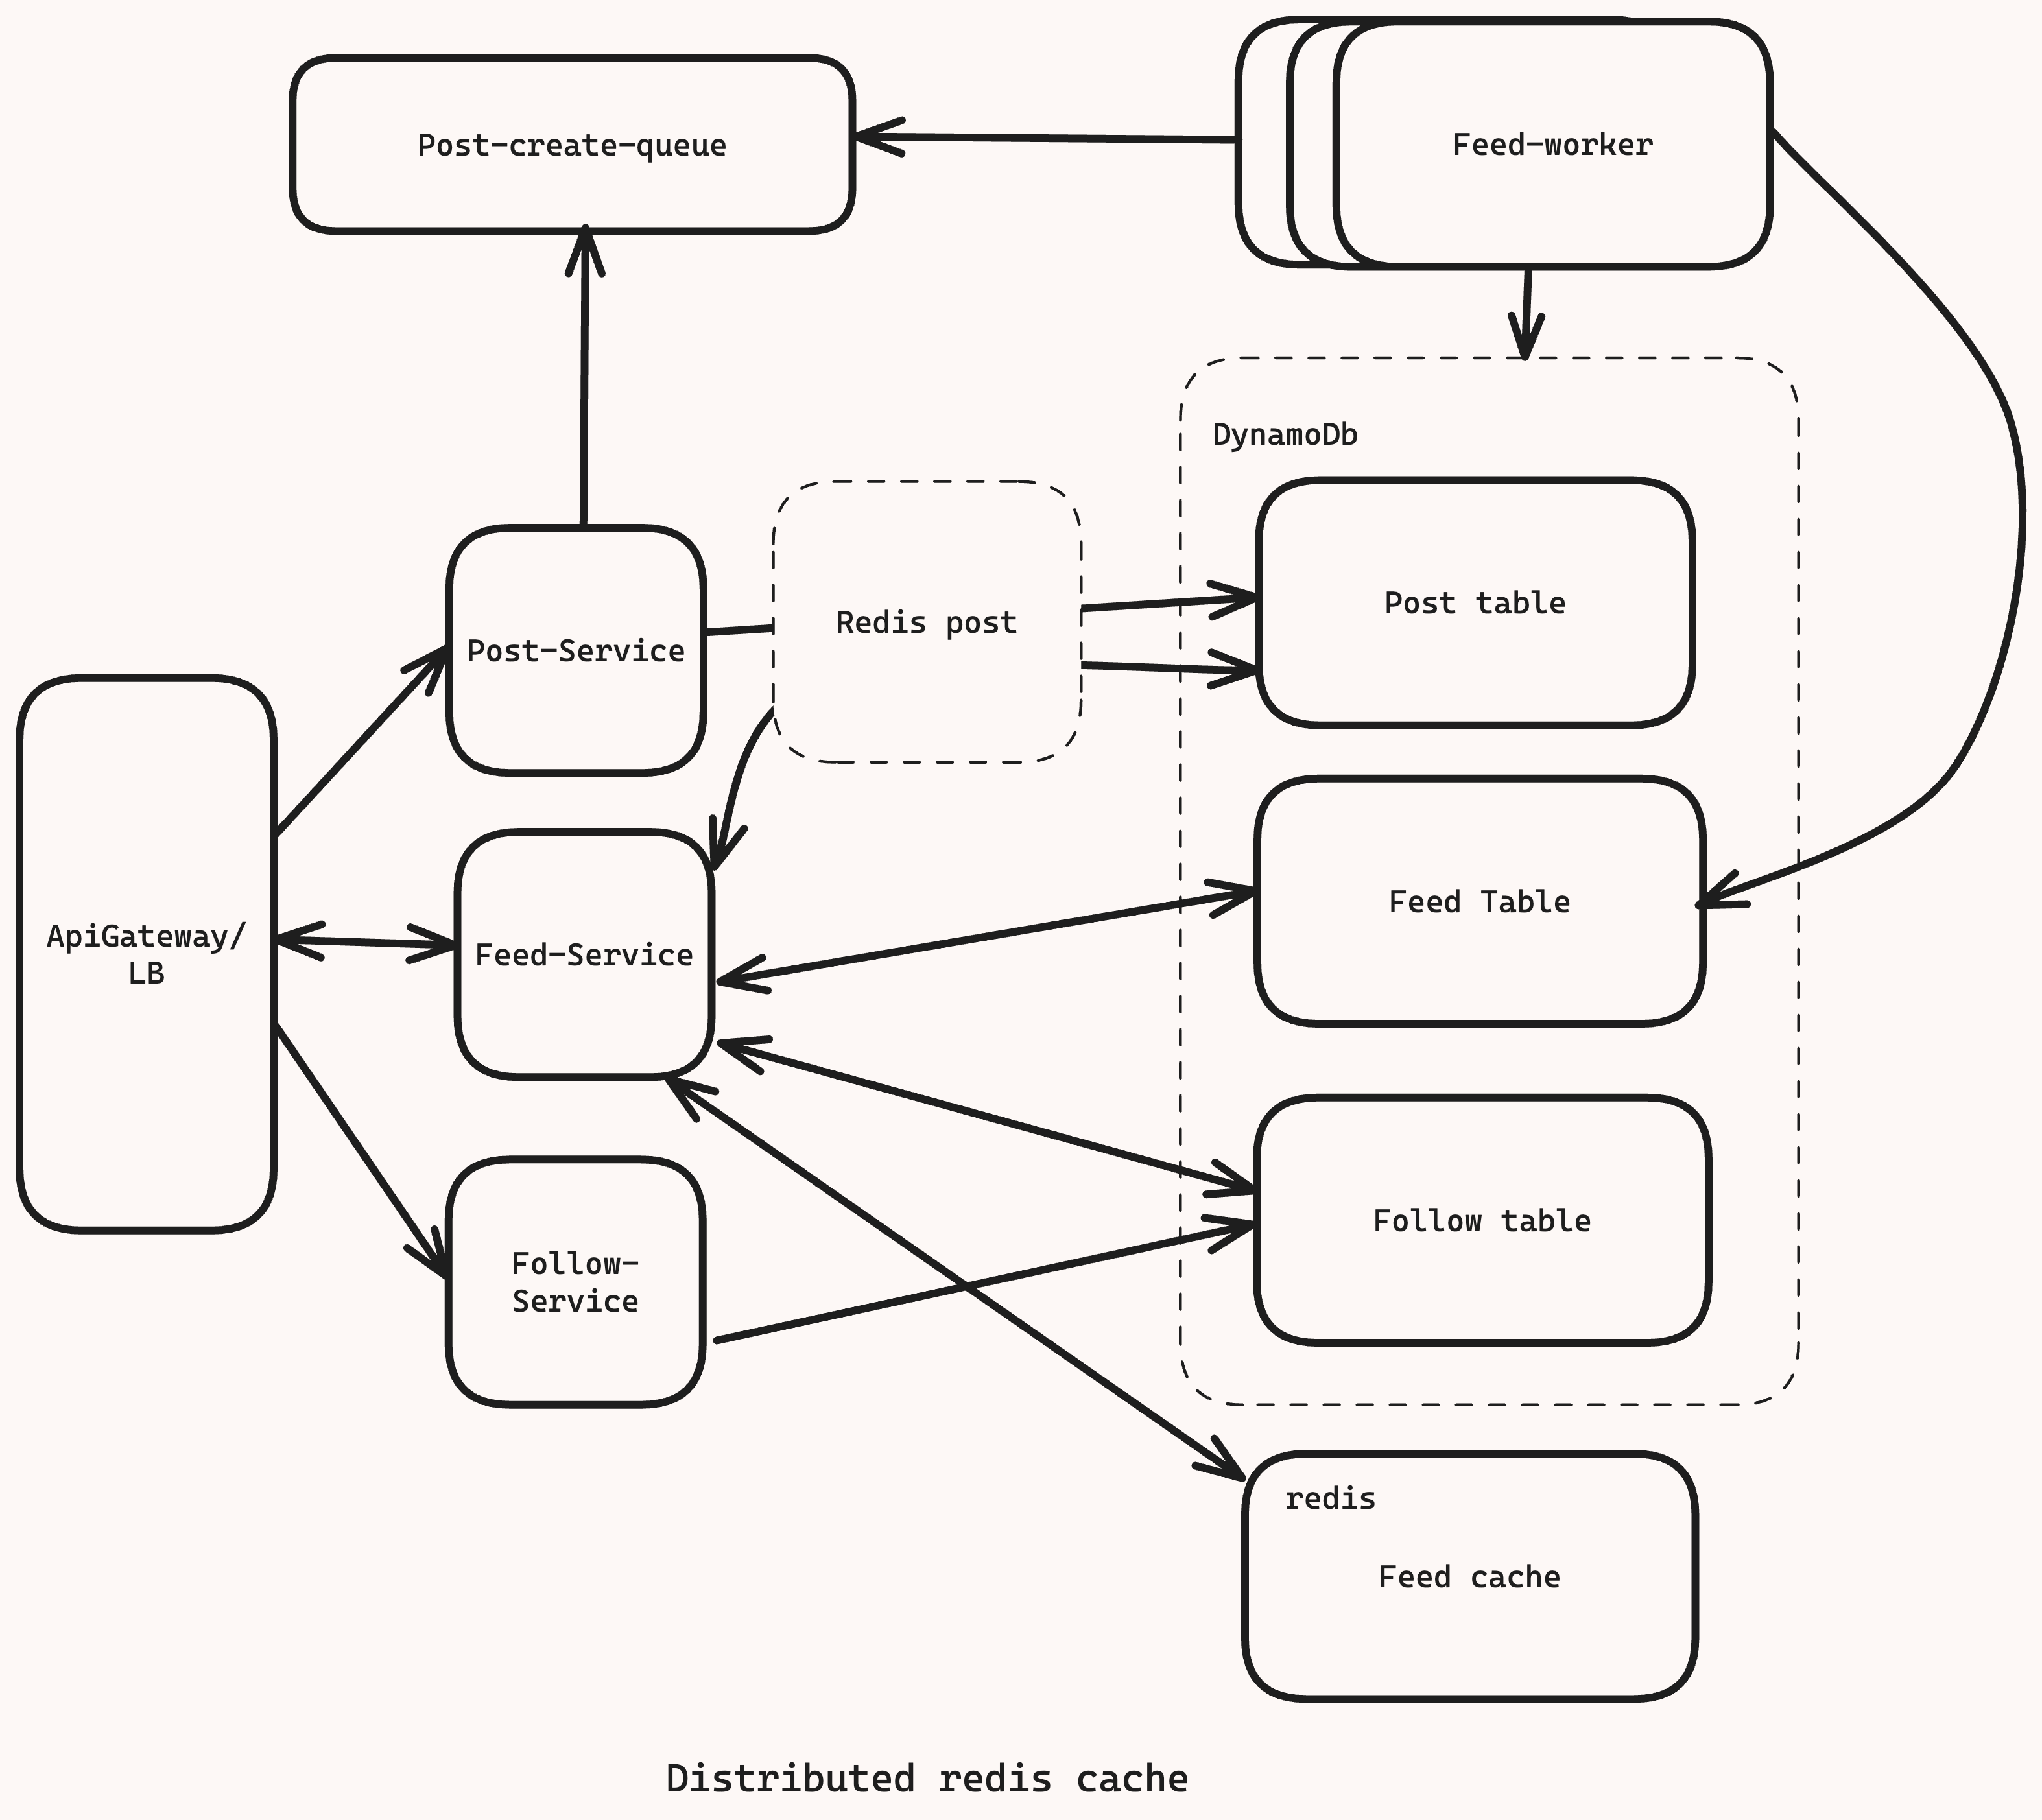 Post-create-queue
Feed-worker
DynamoDb
Redis post
Post table
Post-Service
Feed Table
ApiGateway/
LB
Feed-Service
Follow table
Follow-
Service
redis
Feed cache
Distributed redis cache